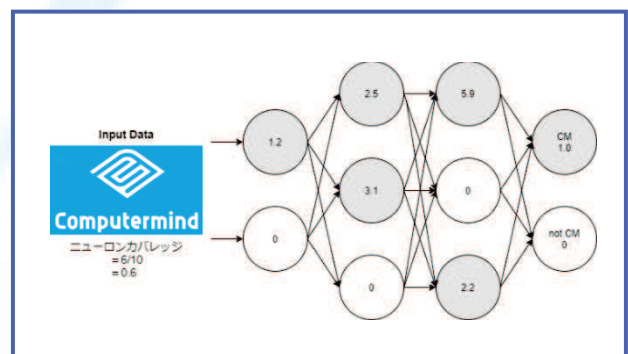 Input Data
Computermind
ニューロンカバレッジ
= 6/10
= 0.6
1.2
0
2.5
3.1
0
5.9
0
2.2
CM
1.0
not CM
0